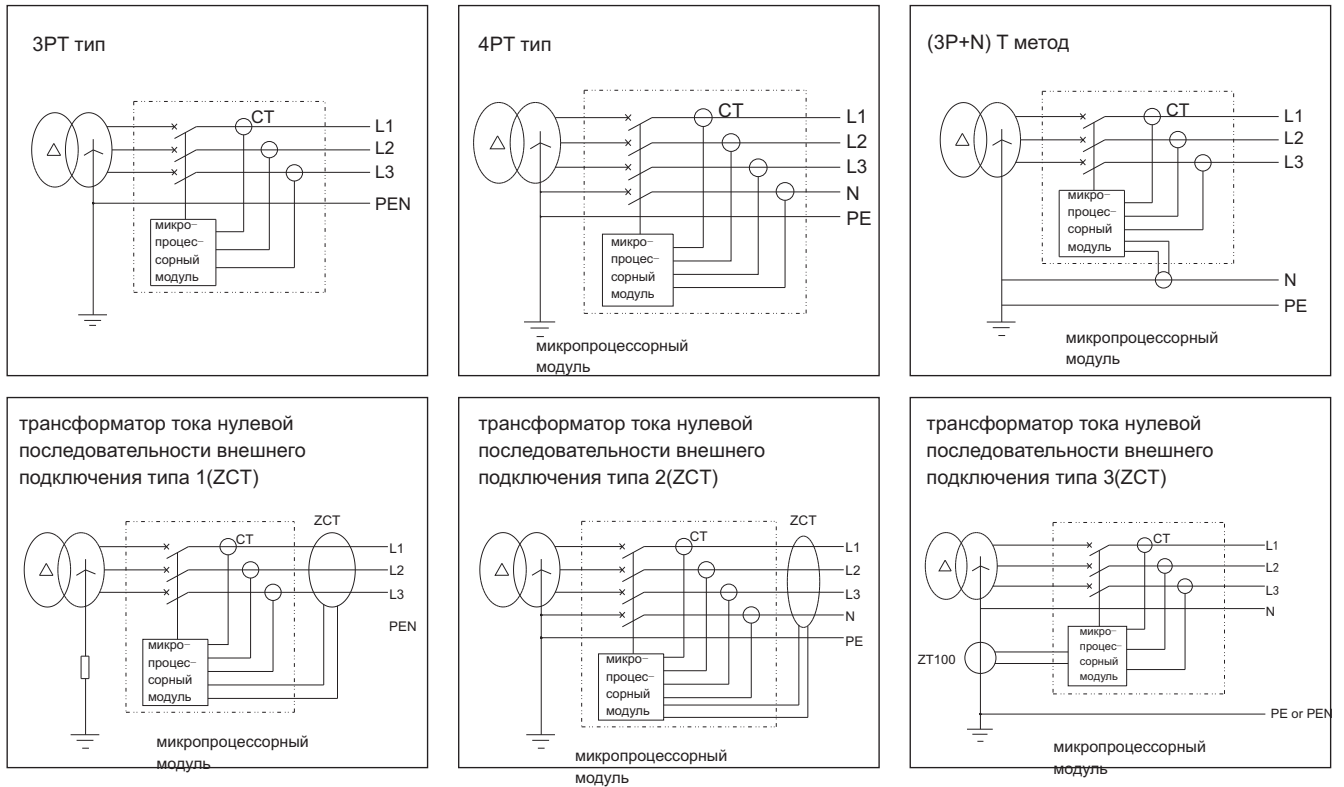 3РТ тип
CT
L1
L2
L3
PEN
микро-
процес-
сорный
модуль
4РТ тип
CT
L1
L2
L3
N
PE
микро-
процес-
сорный
модуль
микропроцессорный
модуль
(3P+N) Т метод
CT
L1
L2
L3
микро-
процес-
сорный
модуль
N
PE
микропроцессорный
модуль
трансформатор тока нулевой
последовательности внешнего
подключения типа 1(ZCT)
ZCT
CT
L1
L2
L3
PEN
микро-
процес-
сорный
модуль
микропроцессорный
модуль
трансформатор тока нулевой
последовательности внешнего
подключения типа 2(ZCT)
ZCT
CT
L1
L2
L3
N
PE
микро-
процес-
сорный
модуль
микропроцессорный
модуль
трансформатор тока нулевой
последовательности внешнего
подключения типа 3(ZCT)
CT
L1
L2
L3
N
микро-
процес-
сорный
модуль
ZT100
PE or PEN
микропроцессорный
модуль